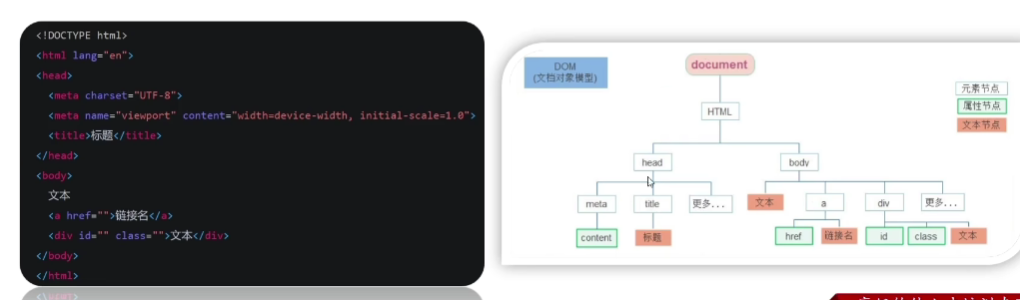 <!DOCTYPE html>
<html lang="en">
<head>
<meta charset="UTF-8">
<meta name="viewport" content="width=device-width, initial-scale=1.0">
<title>标题</title>
</head>
<body>
文本
<a href="">链接名</a>
<div id="" class="">文本</div>
</body>
</html>
DOM
(文档对象模型)
document
元素节点
属性节点
文本节点
HTML
head
body
meta
title
更多...
文本
a
div
更多...
content
标题
href
链接名
id
class
文本